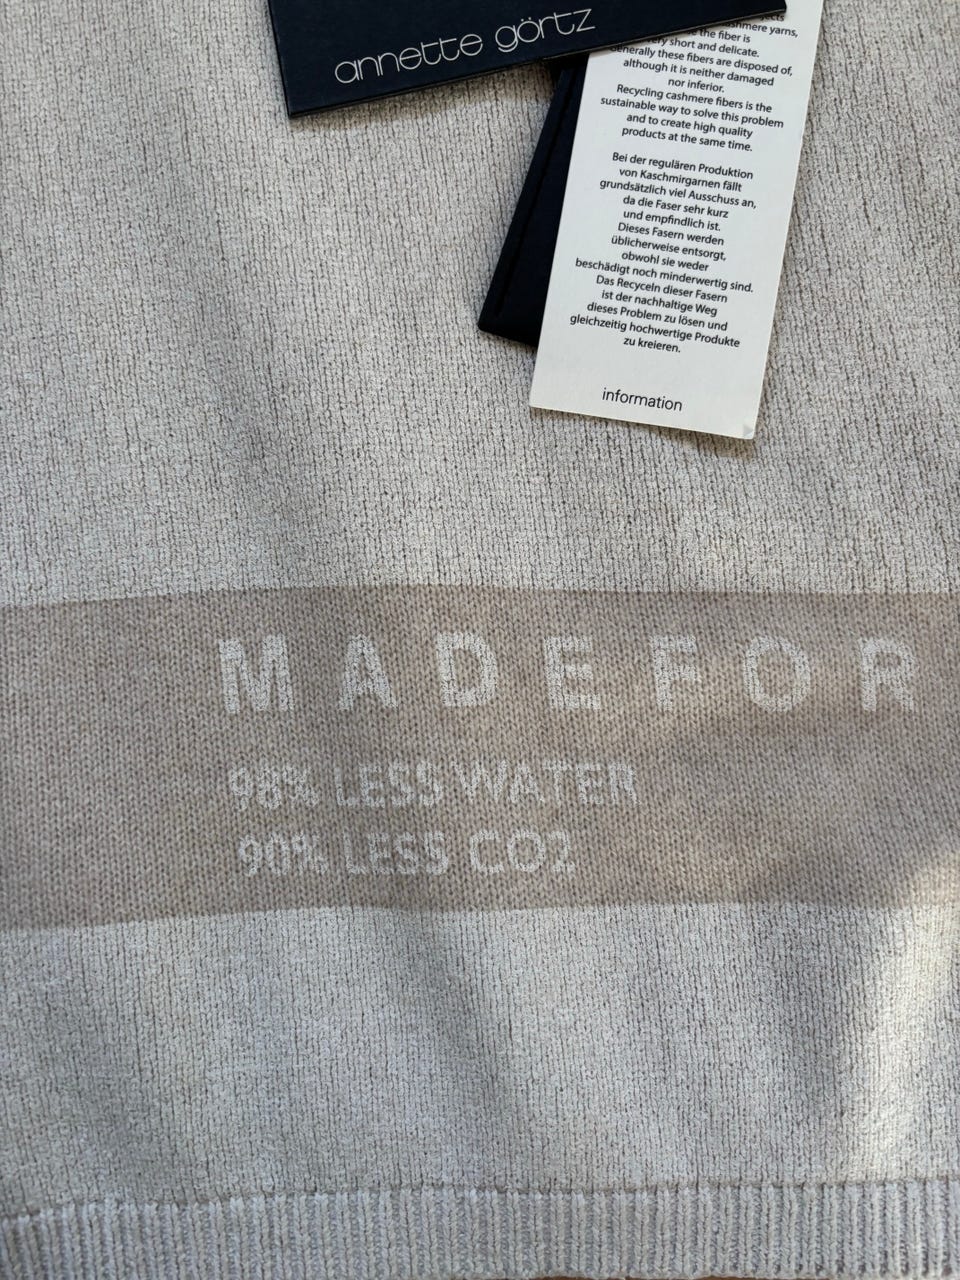 annette görtz
cashmere yarns,
the fiber is
very short and delicate.
Generally these fibers are disposed of,
although it is neither damaged
nor inferior.
Recycling cashmere fibers is the
sustainable way to solve this problem
and to create high quality
products at the same time.
Bei der regulären Produktion
von Kaschmirgarnen fällt
grundsätzlich viel Ausschuss an,
da die Faser sehr kurz
und empfindlich ist.
Dieses Fasern werden
üblicherweise entsorgt,
obwohl sie weder
beschädigt noch minderwertig sind.
Das Recyceln dieser Fasern
ist der nachhaltige Weg
dieses Problem zu lösen und
gleichzeitig hochwertige Produkte
zu kreieren.
information
MADE FOR
98% LESS WATER
90% LESS CO2